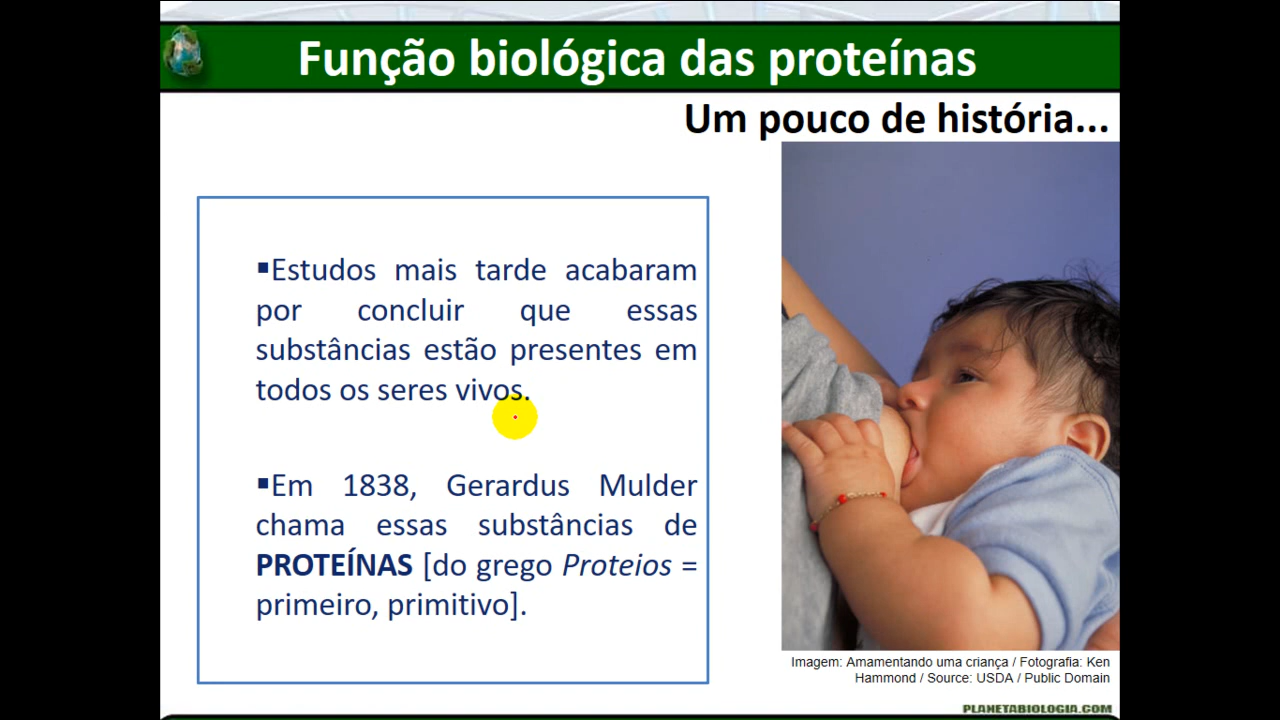 Função biológica das proteínas
Um pouco de história...
▪Estudos mais tarde acabaram
por concluir que essas
substâncias estão presentes em
todos os seres vivos.
▪Em 1838, Gerardus Mulder
chama essas substâncias de
PROTEÍNAS [do grego Proteios =
primeiro, primitivo].
Imagem: Amamentando uma criança / Fotografia: Ken
Hammond / Source: USDA / Public Domain
PLANETABIOLOGIA.COM